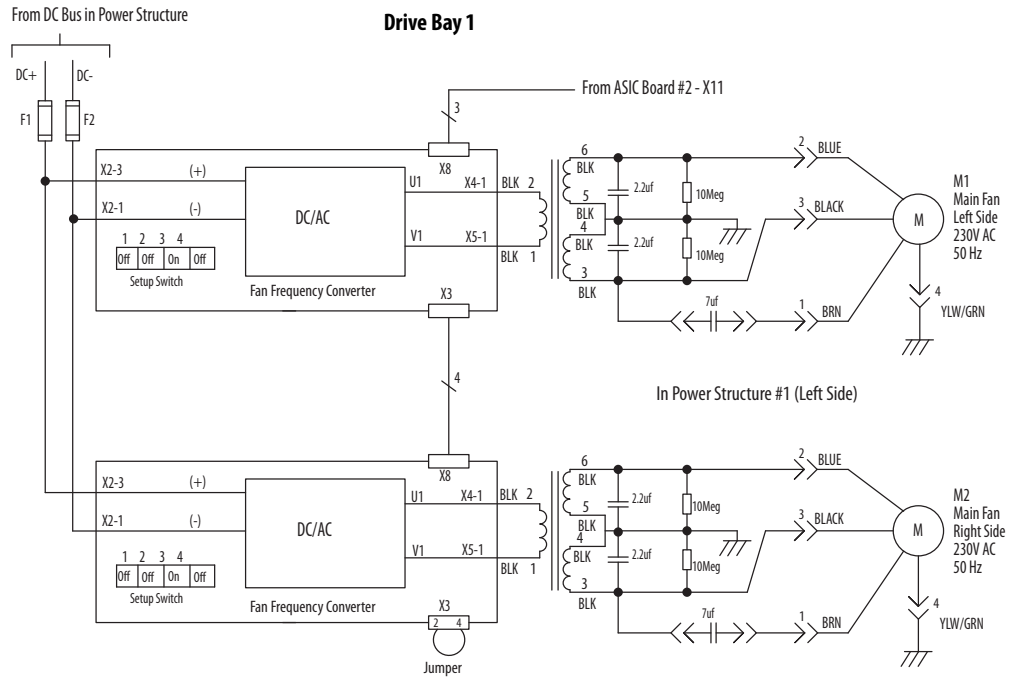 From DC Bus in Power Structure
Drive Bay 1
DC+ DC-
F1 F2
From ASIC Board #2 - X11
3
X8
X2-3 (+)
X2-1 (-)
DC/AC
U1 X4-1 BLK 2
V1 X5-1
BLK 1
1 2 3 4
Off Off On Off
Setup Switch
Fan Frequency Converter
X3
6
BLK
5
BLK
4
BLK
3
BLK
2.2uf
2.2uf
10Meg
10Meg
7uf
2 BLUE
3 BLACK
1 BRN
M
M1
Main Fan
Left Side
230V AC
50 Hz
4
YLW/GRN
4
In Power Structure #1 (Left Side)
X8
X2-3 (+)
X2-1 (-)
DC/AC
U1 X4-1 BLK 2
V1 X5-1
BLK 1
1 2 3 4
Off Off On Off
Setup Switch
Fan Frequency Converter
X3
2 4
Jumper
6
BLK
5
BLK
4
BLK
3
BLK
2.2uf
2.2uf
10Meg
10Meg
7uf
2 BLUE
3 BLACK
1 BRN
M
M2
Main Fan
Right Side
230V AC
50 Hz
4
YLW/GRN